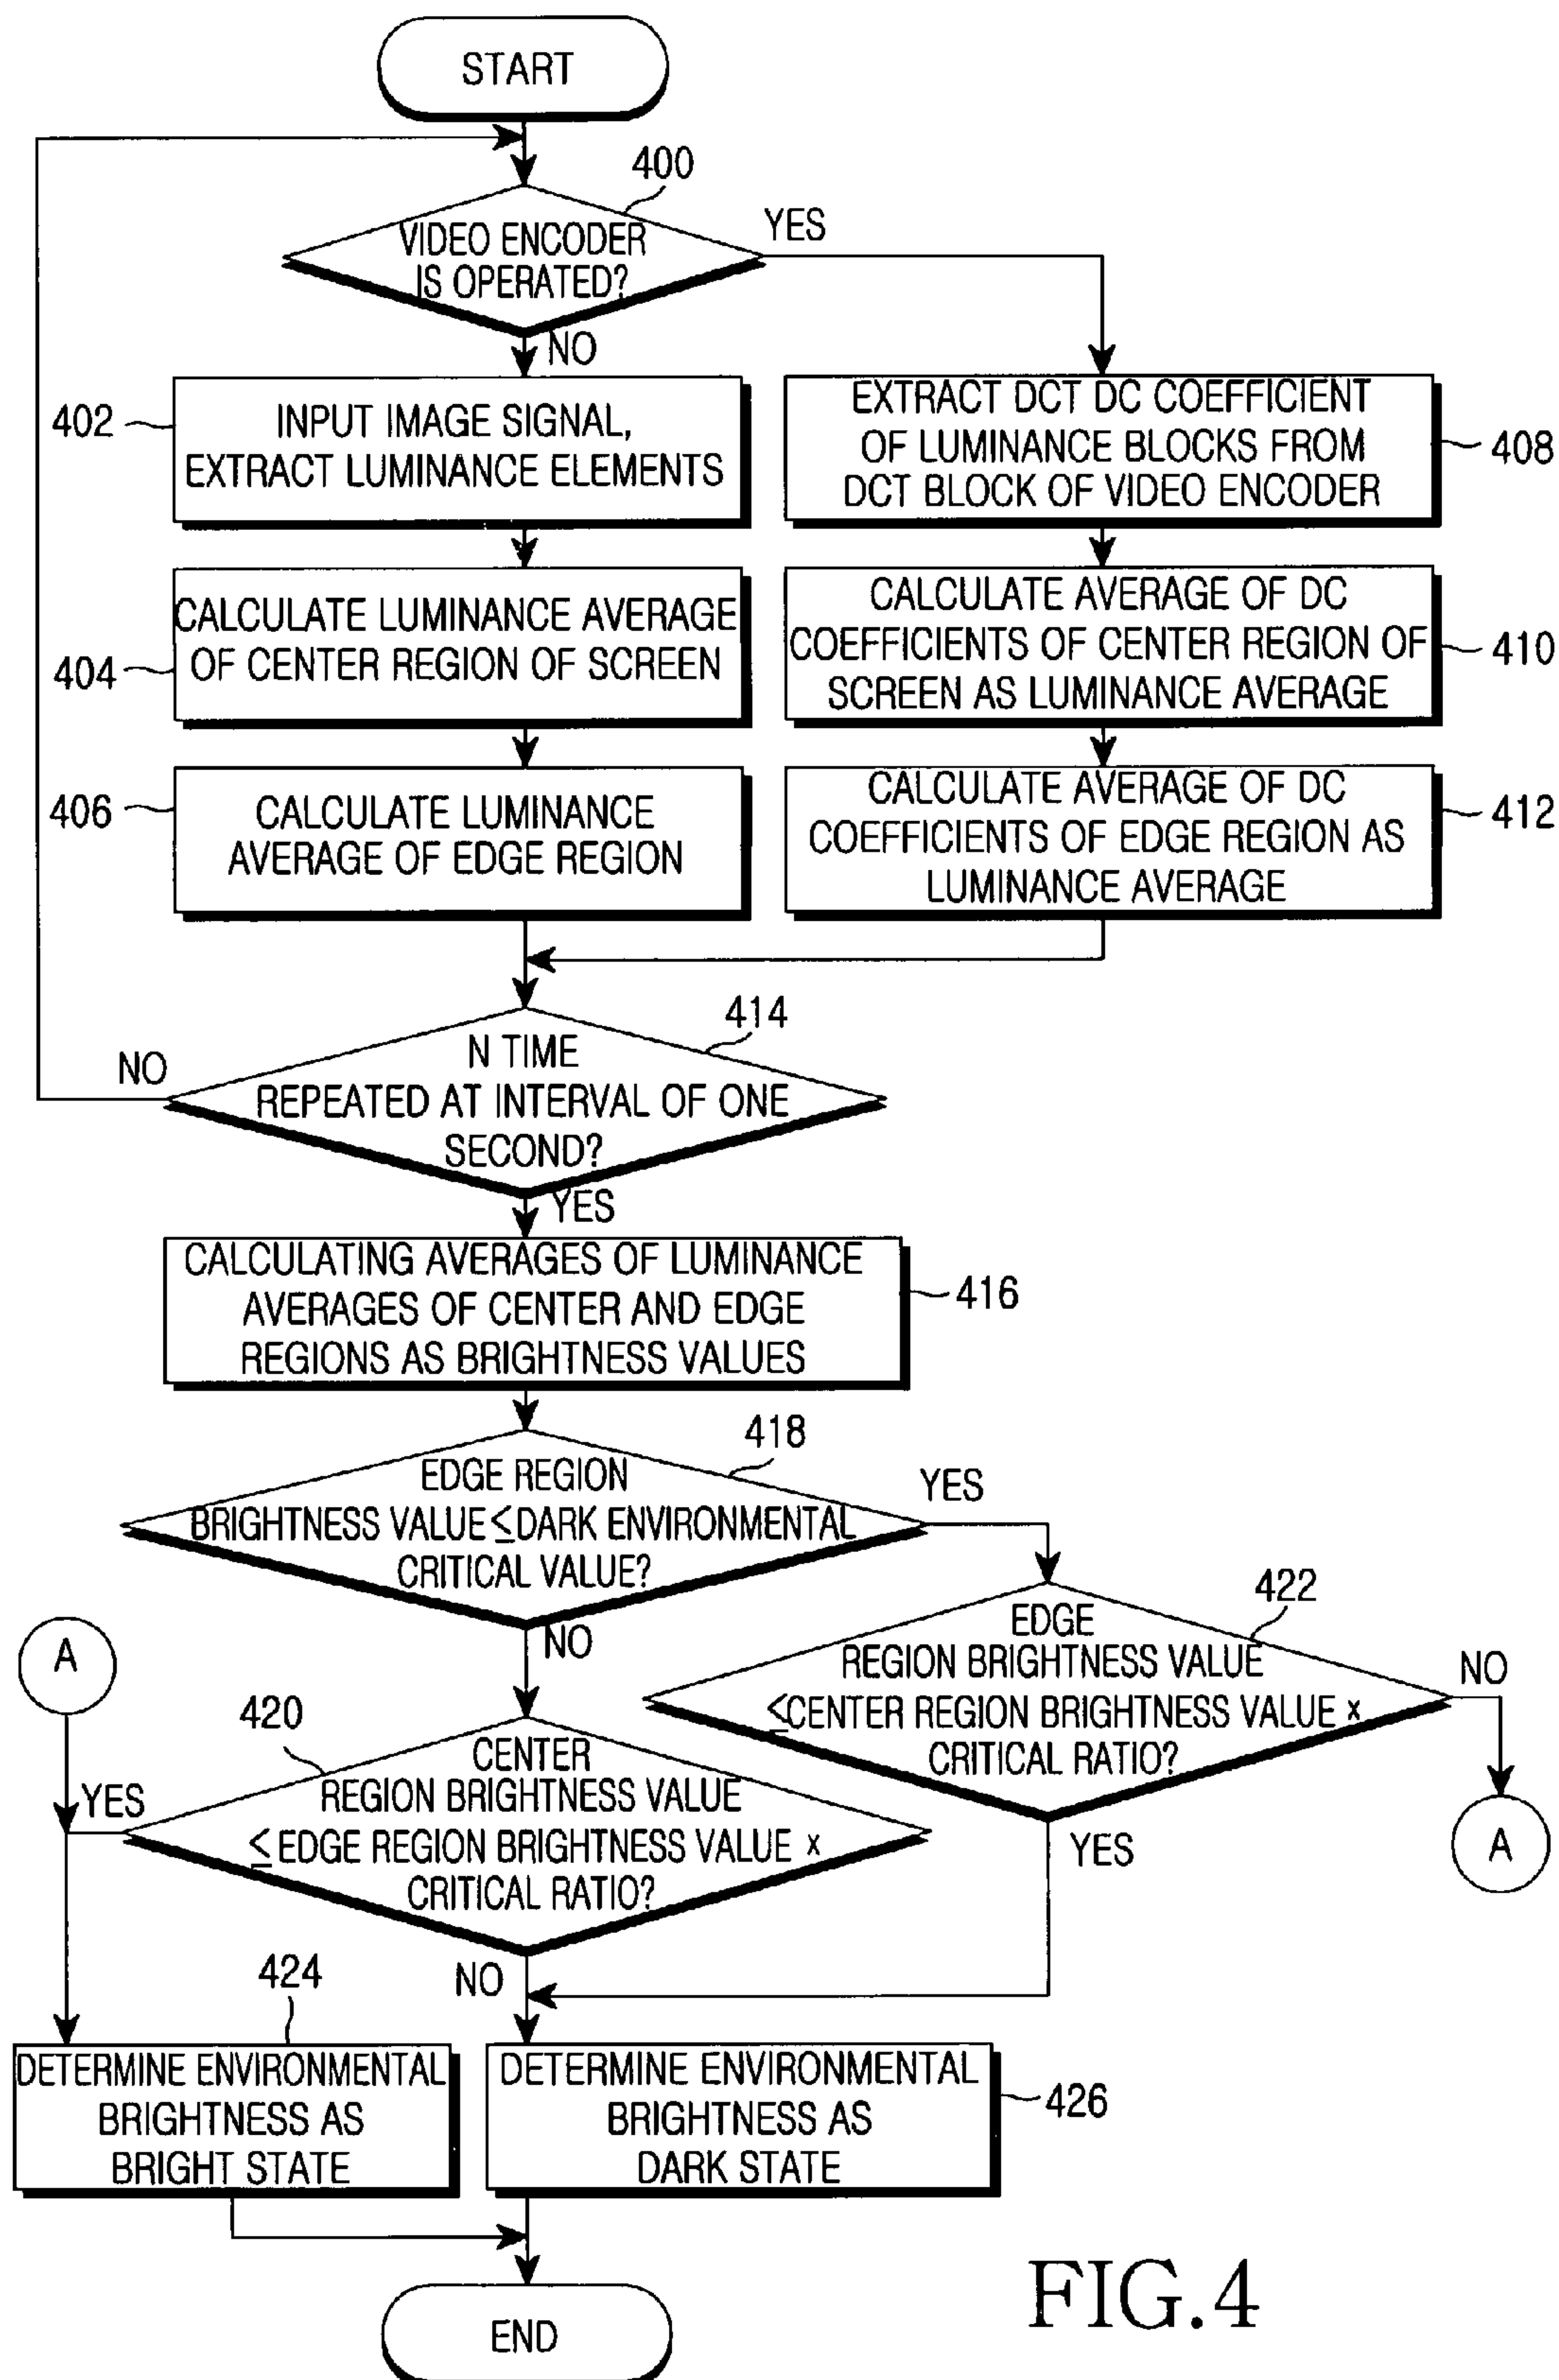 START
400
VIDEO ENCODER
IS OPERATED?
YES
NO
402
INPUT IMAGE SIGNAL,
EXTRACT LUMINANCE ELEMENTS
EXTRACT DCT DC COEFFICIENT
OF LUMINANCE BLOCKS FROM
DCT BLOCK OF VIDEO ENCODER
408
404
CALCULATE LUMINANCE AVERAGE
OF CENTER REGION OF SCREEN
CALCULATE AVERAGE OF DC
COEFFICIENTS OF CENTER REGION OF
SCREEN AS LUMINANCE AVERAGE
410
406
CALCULATE LUMINANCE
AVERAGE OF EDGE REGION
CALCULATE AVERAGE OF DC
COEFFICIENTS OF EDGE REGION AS
LUMINANCE AVERAGE
412
414
NO
N TIME
REPEATED AT INTERVAL OF ONE
SECOND?
YES
CALCULATING AVERAGES OF LUMINANCE
AVERAGES OF CENTER AND EDGE
REGIONS AS BRIGHTNESS VALUES
416
418
EDGE REGION
BRIGHTNESS VALUE≤DARK ENVIRONMENTAL
CRITICAL VALUE?
YES
NO
422
EDGE
REGION BRIGHTNESS VALUE
≤CENTER REGION BRIGHTNESS VALUE x
CRITICAL RATIO?
NO
A
YES
A
420
CENTER
REGION BRIGHTNESS VALUE
≤ EDGE REGION BRIGHTNESS VALUE x
CRITICAL RATIO?
YES
NO
424
DETERMINE ENVIRONMENTAL
BRIGHTNESS AS
BRIGHT STATE
DETERMINE ENVIRONMENTAL
BRIGHTNESS AS
DARK STATE
426
END
FIG.4